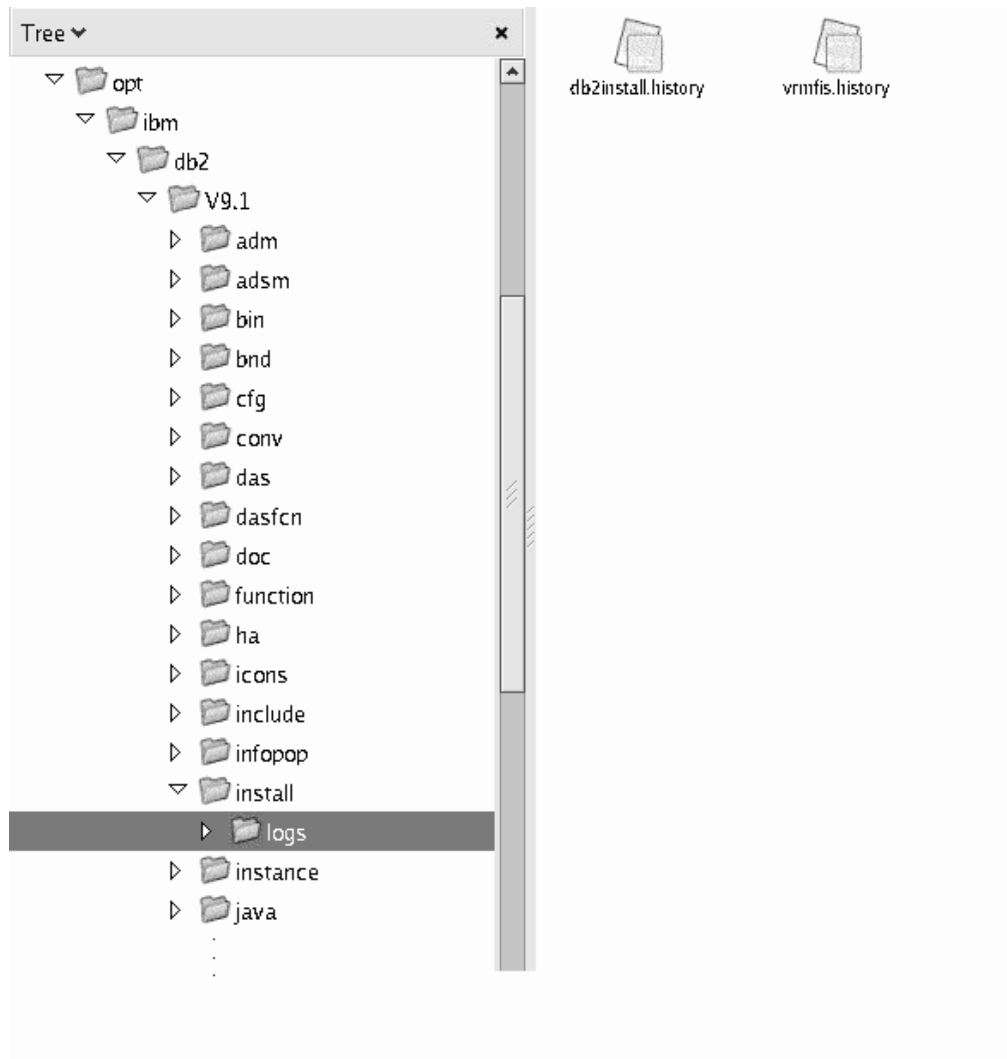 Tree
opt
ibm
db2
V9.1
adm
adsm
bin
bnd
cfg
conv
das
dasfcn
doc
function
ha
icons
include
infopop
install
logs
instance
java
db2install.history
vrmfis.history